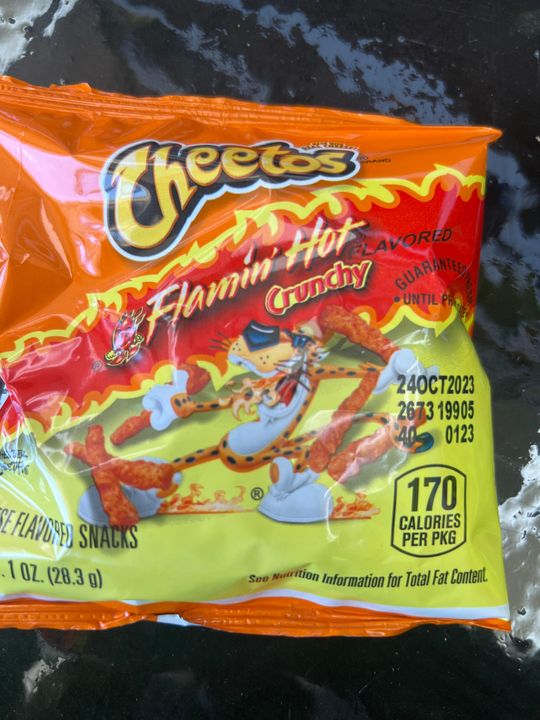 Cheetos
BRAND
Flamin' Hot
FLAVORED
Crunchy
GUARANTEED
• UNTIL
24OCT2023
2673 19905
40 0123
170
CALORIES
PER PKG
FLAVORED SNACKS
1 OZ. (28.3 g)
®
See Nutrition Information for Total Fat Content.